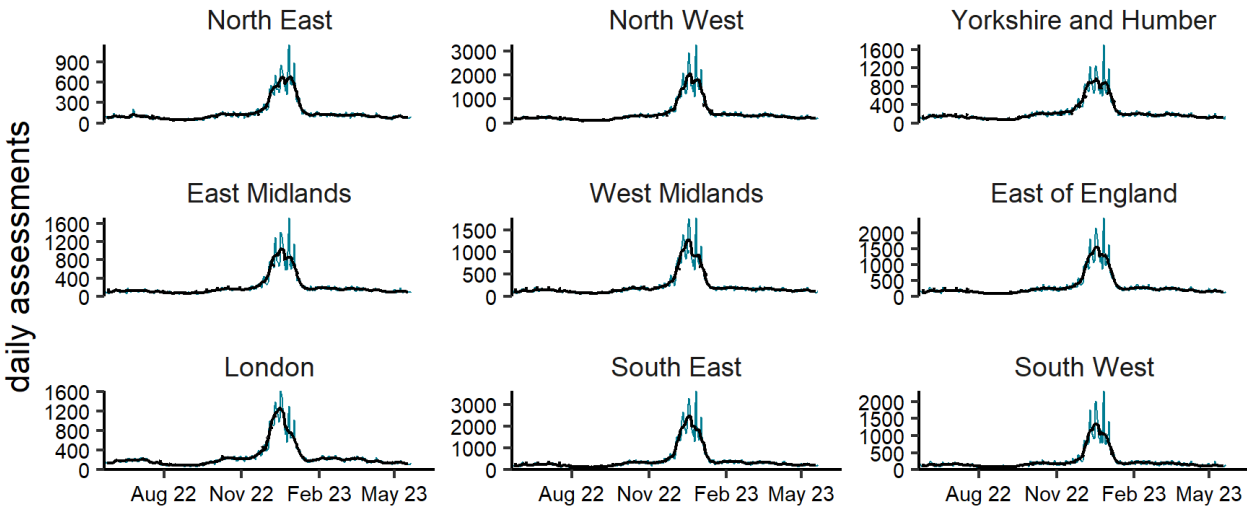 North East North West Yorkshire and Humber
900 3000 1600
600 2000 1200
300 1000 800
0 0 400
0
daily assessments
East Midlands West Midlands East of England
1600 1500 2000
1200 1000 1500
800 500 1000
400 0 500
0 0
London South East South West
1600 3000 2000
1200 2000 1500
800 1000 1000
400 0 500
0 0
Aug 22 Nov 22 Feb 23 May 23 Aug 22 Nov 22 Feb 23 May 23 Aug 22 Nov 22 Feb 23 May 23